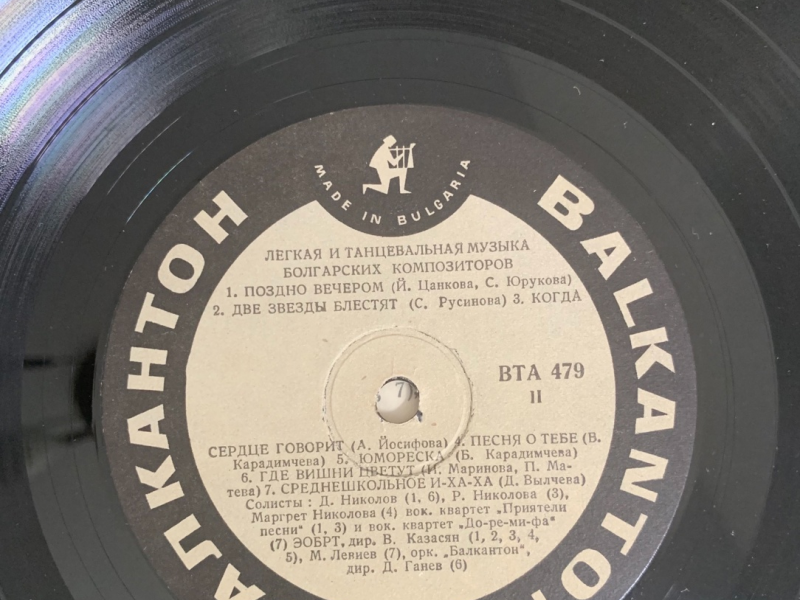 MADE IN BULGARIA
BALKANTON
АЛКАНТОН
ЛЕГКАЯ И ТАНЦЕВАЛЬНАЯ МУЗЫКА
БОЛГАРСКИХ КОМПОЗИТОРОВ
1. ПОЗДНО ВЕЧЕРОМ (Й. Цанкова, С. Юрукова)
2. ДВЕ ЗВЕЗДЫ БЛЕСТЯТ (С. Русинова) 3. КОГДА
ВТА 479
II
СЕРДЦЕ ГОВОРИТ (А. Йосифова) 4. ПЕСНЯ О ТЕБЕ (В.
Карадимчева) 5. ЮМОРЕСКА (Б. Карадимчева)
6. ГДЕ ВИШНИ ЦВЕТУТ (И. Маринова, П. Ма-
тева) 7. СРЕДНЕШКОЛЬНОЕ И-ХА-ХА (Д. Вылчева)
Солисты : Д. Николов (1, 6), Р. Николова (3),
Маргрет Николова (4) вок. квартет „Приятели
песни" (1, 3) и вок. квартет „До-ре-ми-фа"
(7) ЭОБРТ, дир. В. Казасян (1, 2, 3, 4,
5), М. Левиев (7), орк. „Балкантон",
дир. Д. Ганев (6)